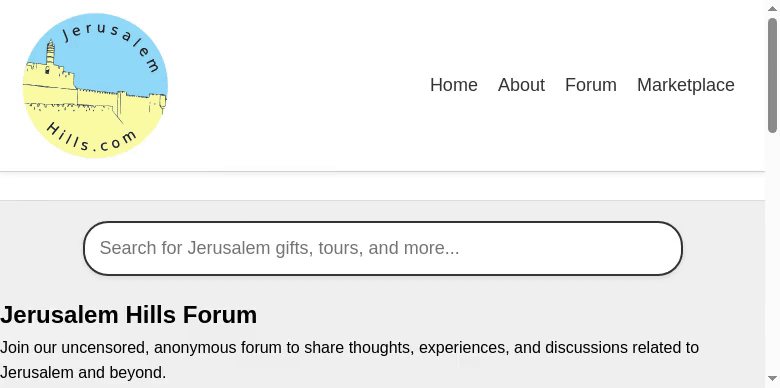 Jerusalem
Hills.com
Home About Forum Marketplace
Search for Jerusalem gifts, tours, and more...
Jerusalem Hills Forum
Join our uncensored, anonymous forum to share thoughts, experiences, and discussions related to
Jerusalem and beyond.